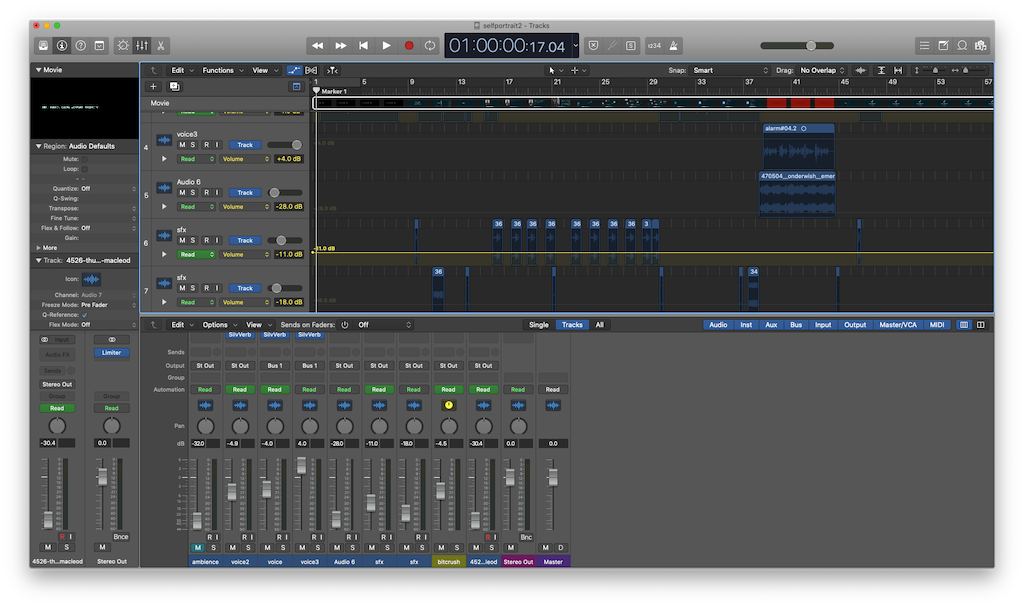 selfportrait2 - Tracks
01:00:00:17.04
1234
Movie
Region: Audio Defaults
Mute:
Loop:
Quantize: Off
Q-Swing:
Transpose:
Fine Tune:
Flex & Follow: Off
Gain:
More
Track: 4526-thu...-macleod
Icon:
Channel: Audio 7
Freeze Mode: Pre Fader
Q-Reference:
Flex Mode: Off
Edit Functions View Snap: Smart Drag: No Overlap
1 5 9 13 17 21 25 29 33 37 41 45 49 53 57
Marker 1
Movie
4 voice3
M S R I Track
Read Volume +4.0 dB
alarm#04.2
5 Audio 6
M S R I Track
Read Volume -28.0 dB
470504__onderwish__emer
6 sfx
M S R I Track
Read Volume -11.0 dB
36 36 36 36 36 36 36 36 3
7 sfx
M S R I Track
Read Volume -18.0 dB
36 34
Edit Options View Sends on Faders: Off Single Tracks All Audio Inst Aux Bus Input Output Master/VCA MIDI
Input
Audio FX Limiter
Sends
Stereo Out
Group Group
Read Read
-30.4 0.0
R I Bnce
M S M
4526-th...macleod Stereo Out
SilvVerb SilvVerb SilvVerb
Sends
Output St Out St Out Bus 1 Bus 1 St Out St Out St Out St Out St Out
Group
Automation Read Read Read Read Read Read Read Read Read Read Read
Pan
dB -32.0 -4.9 -4.0 4.0 -28.0 -11.0 -18.0 -4.5 -30.4 0.0 0.0
R I R I R I R I R I R I R I R I Bnc
M S M S M S M S M S M S M S M S M S M M D
ambience voice2 voice voice3 Audio 6 sfx sfx bitcrush 452...leod Stereo Out Master